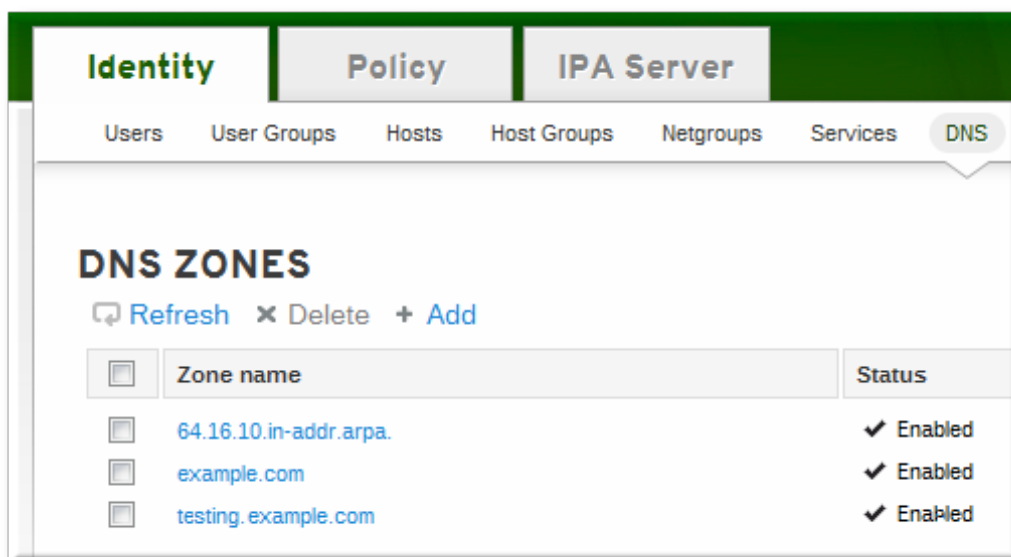 Identity Policy IPA Server
Users User Groups Hosts Host Groups Netgroups Services DNS
DNS ZONES
Refresh Delete + Add
Zone name Status
64.16.10.in-addr.arpa. Enabled
example.com Enabled
testing.example.com Enabled